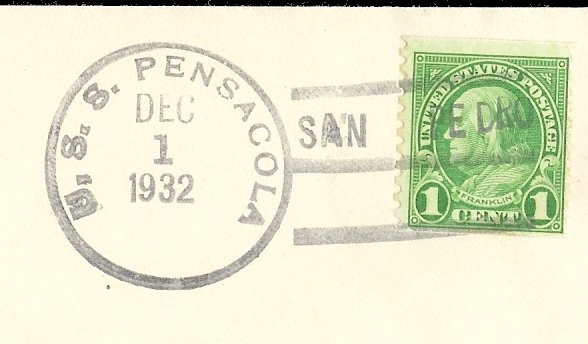 U.S.S. PENSACOLA
DEC
1
1932
SAN PEDRO
UNITED STATES POSTAGE
FRANKLIN
1 CENT 1